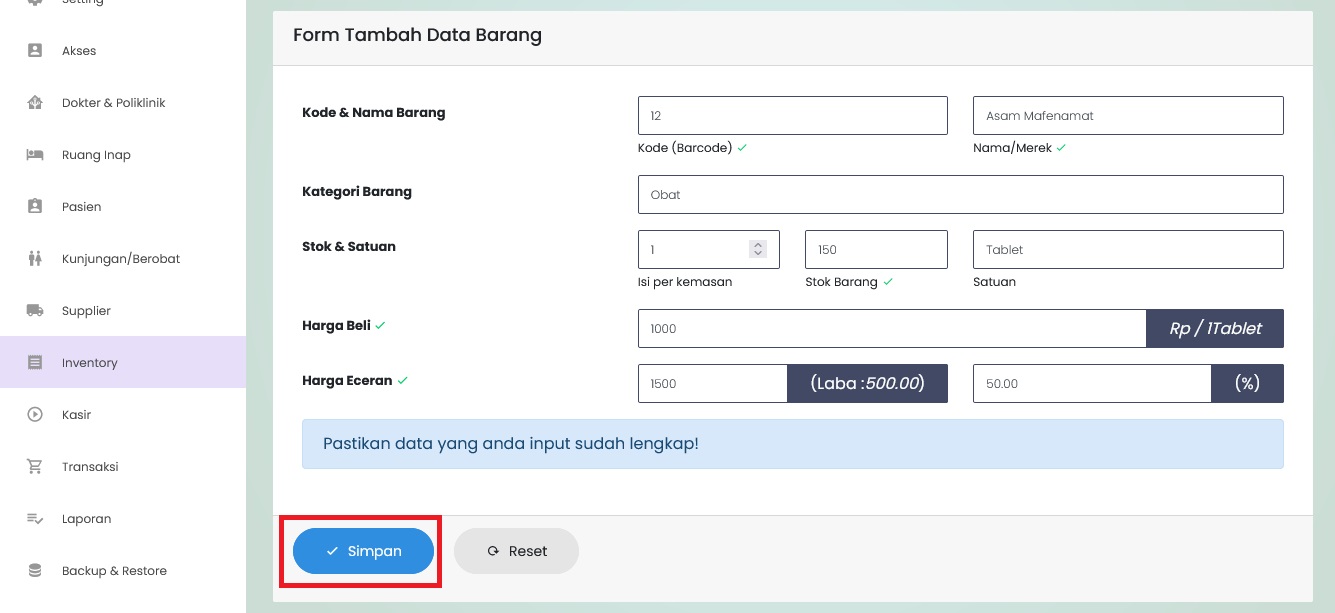 Setting
Akses
Dokter & Poliklinik
Ruang Inap
Pasien
Kunjungan/Berobat
Supplier
Inventory
Kasir
Transaksi
Laporan
Backup & Restore
Form Tambah Data Barang
Kode & Nama Barang
12
Asam Mafenamat
Kode (Barcode)
Nama/Merek
Kategori Barang
Obat
Stok & Satuan
1
150
Tablet
Isi per kemasan
Stok Barang
Satuan
Harga Beli
1000
Rp / 1Tablet
Harga Eceran
1500
(Laba :500.00)
50.00
(%)
Pastikan data yang anda input sudah lengkap!
Simpan
Reset